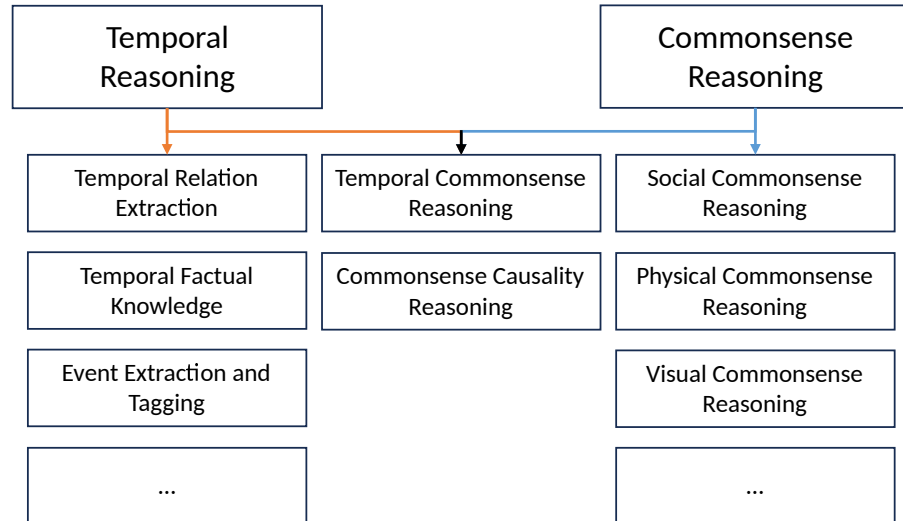 Temporal
Reasoning
Commonsense
Reasoning
Temporal Relation
Extraction
Temporal Commonsense
Reasoning
Social Commonsense
Reasoning
Temporal Factual
Knowledge
Commonsense Causality
Reasoning
Physical Commonsense
Reasoning
Event Extraction and
Tagging
Visual Commonsense
Reasoning
...
...